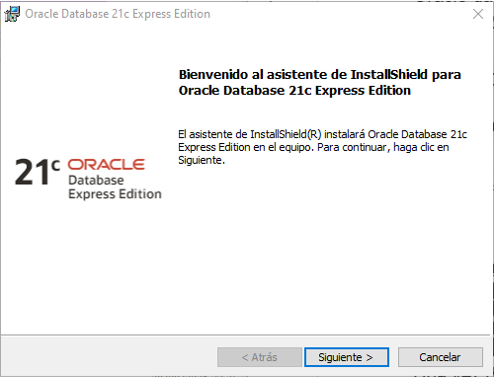 Oracle Database 21c Express Edition
Bienvenido al asistente de InstallShield para
Oracle Database 21c Express Edition
El asistente de InstallShield(R) instalará Oracle Database 21c
Express Edition en el equipo. Para continuar, haga clic en
Siguiente.
21c ORACLE
Database
Express Edition
< Atrás Siguiente > Cancelar